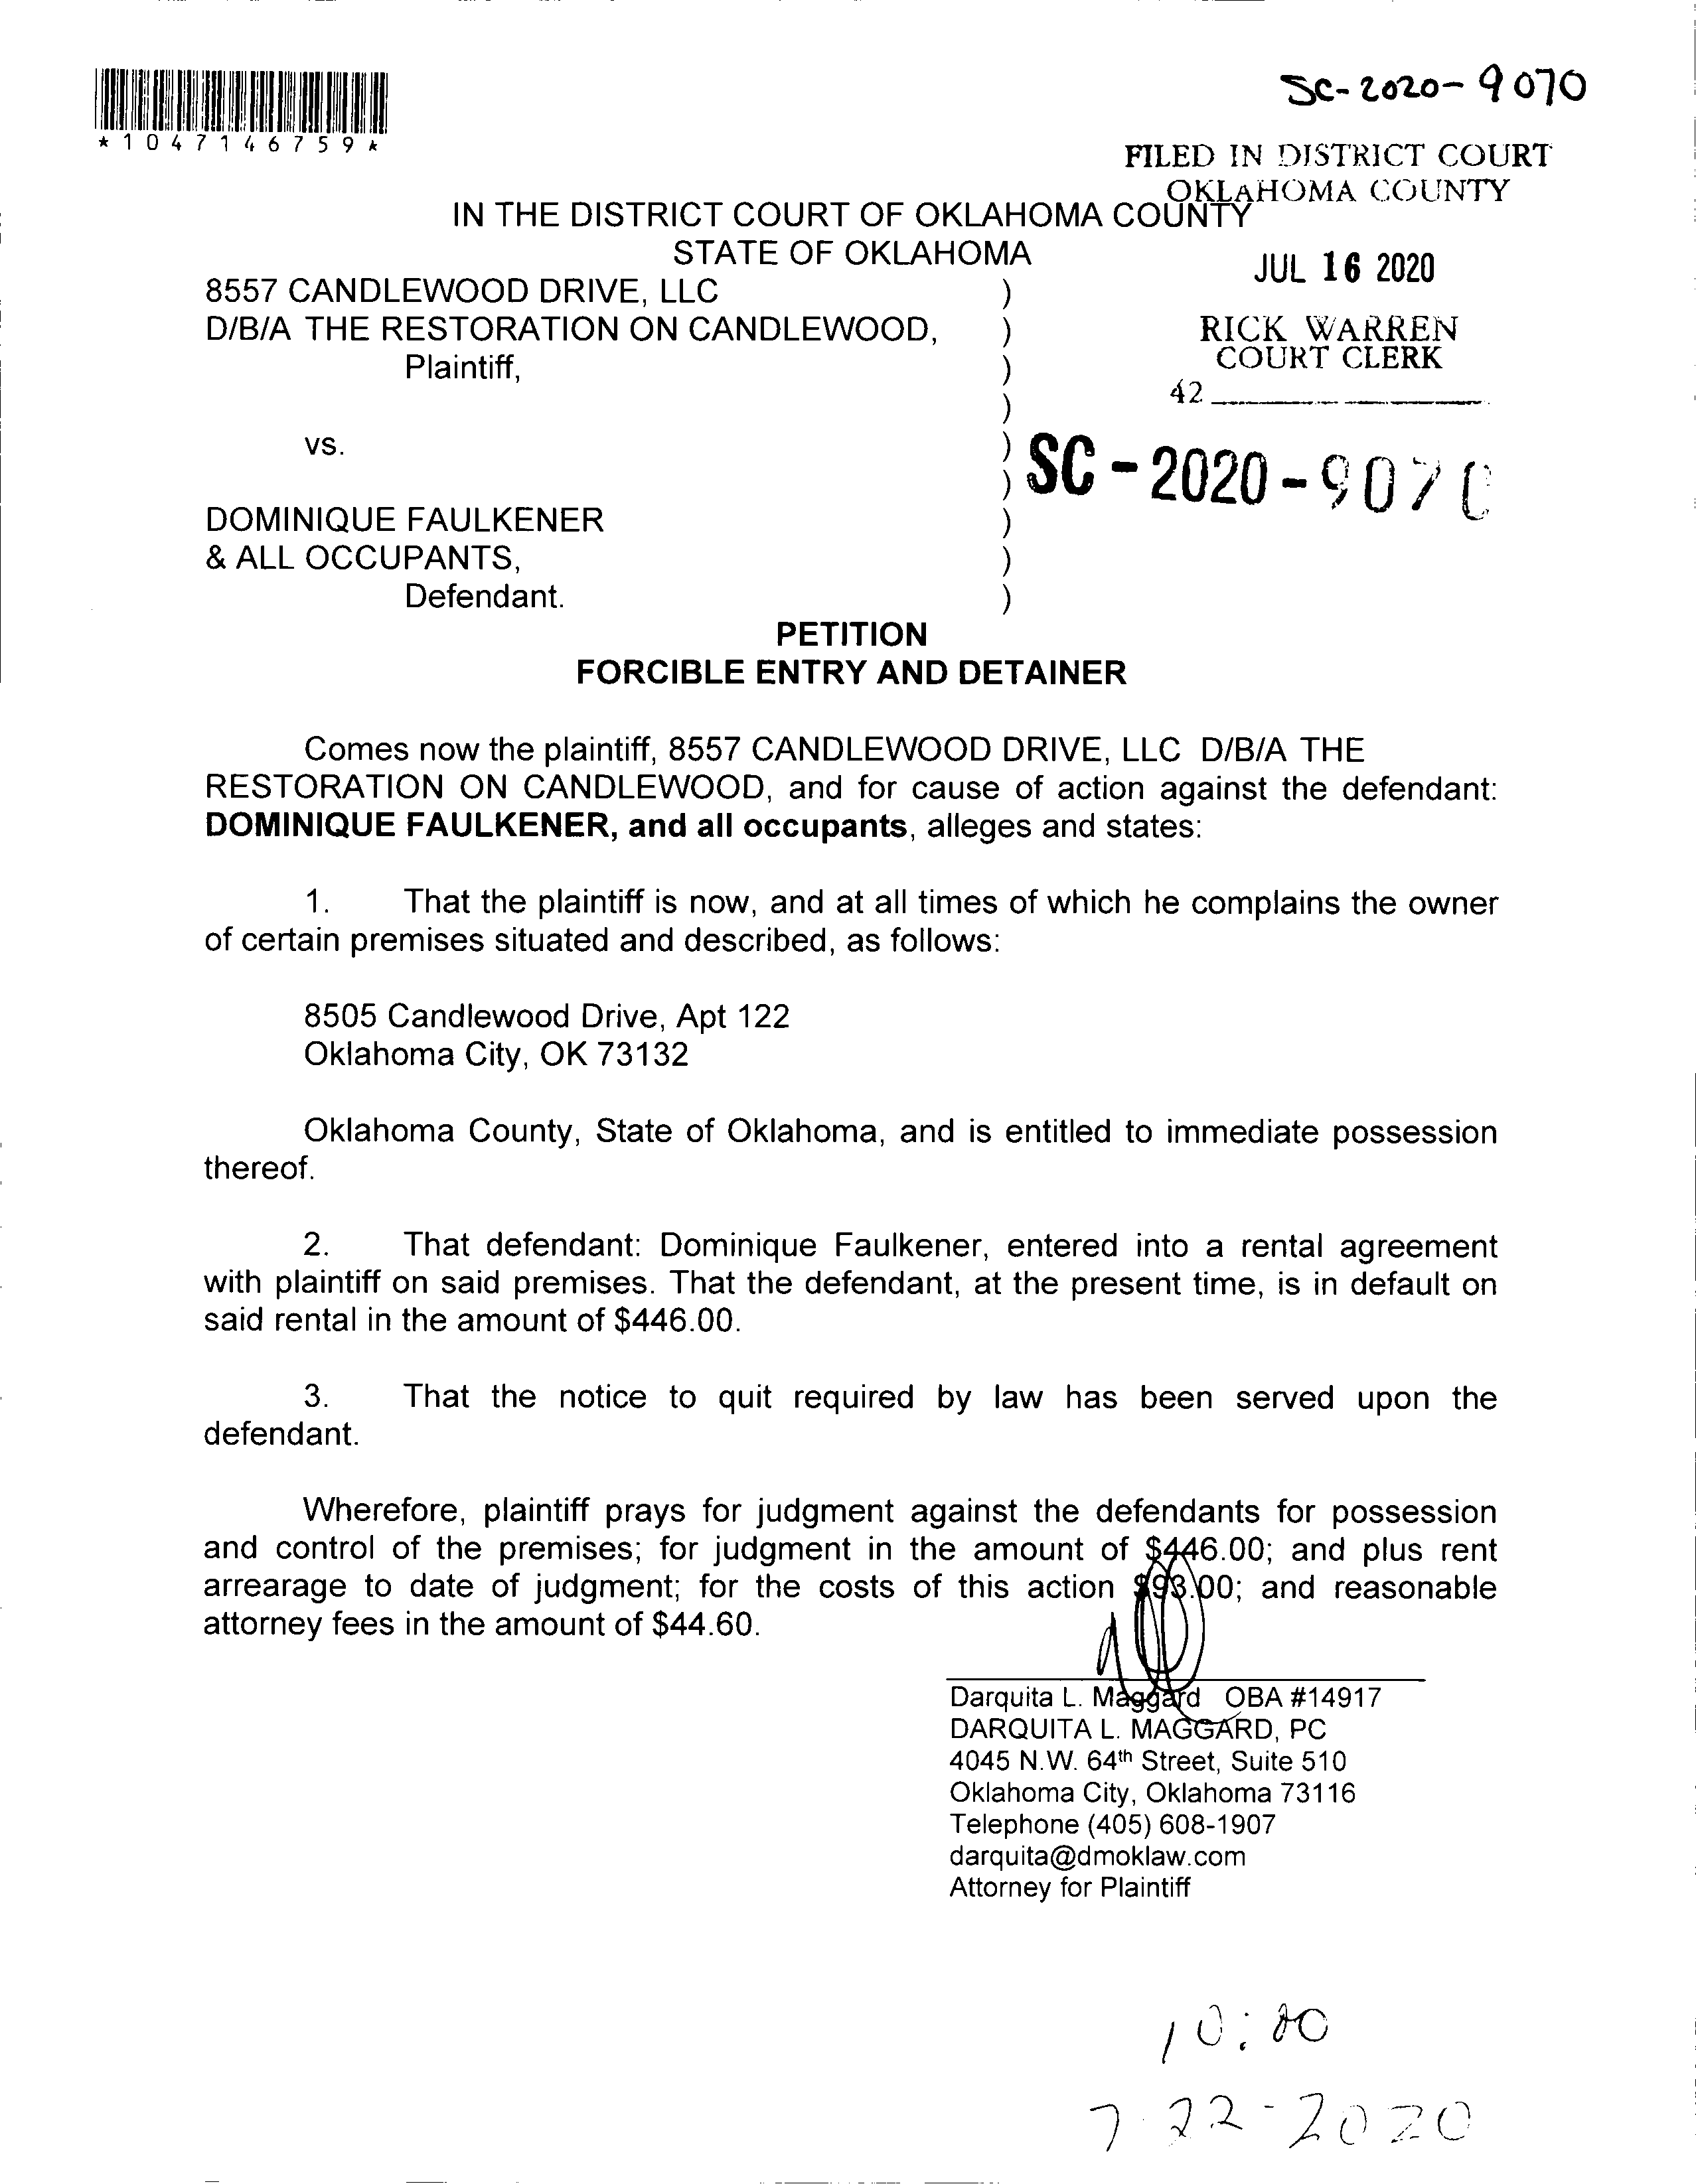 SC-2020-9070
*1047146759*
FILED IN DISTRICT COURT
OKLAHOMA COUNTY
IN THE DISTRICT COURT OF OKLAHOMA COUNTY
STATE OF OKLAHOMA
JUL 16 2020
8557 CANDLEWOOD DRIVE, LLC )
D/B/A THE RESTORATION ON CANDLEWOOD, )
RICK WARREN
COURT CLERK
Plaintiff, )
)
42
vs. )
) SC-2020-9070
DOMINIQUE FAULKENER )
& ALL OCCUPANTS, )
Defendant. )
PETITION
FORCIBLE ENTRY AND DETAINER
Comes now the plaintiff, 8557 CANDLEWOOD DRIVE, LLC D/B/A THE
RESTORATION ON CANDLEWOOD, and for cause of action against the defendant:
DOMINIQUE FAULKENER, and all occupants, alleges and states:
1. That the plaintiff is now, and at all times of which he complains the owner
of certain premises situated and described, as follows:
8505 Candlewood Drive, Apt 122
Oklahoma City, OK 73132
Oklahoma County, State of Oklahoma, and is entitled to immediate possession
thereof.
2. That defendant: Dominique Faulkener, entered into a rental agreement
with plaintiff on said premises. That the defendant, at the present time, is in default on
said rental in the amount of $446.00.
3. That the notice to quit required by law has been served upon the
defendant.
Wherefore, plaintiff prays for judgment against the defendants for possession
and control of the premises; for judgment in the amount of $446.00; and plus rent
arrearage to date of judgment; for the costs of this action $93.00; and reasonable
attorney fees in the amount of $44.60.
Darquita L. Maggard OBA #14917
DARQUITA L. MAGGARD, PC
4045 N.W. 64th Street, Suite 510
Oklahoma City, Oklahoma 73116
Telephone (405) 608-1907
darquita@dmoklaw.com
Attorney for Plaintiff
10:00
7-22-2020